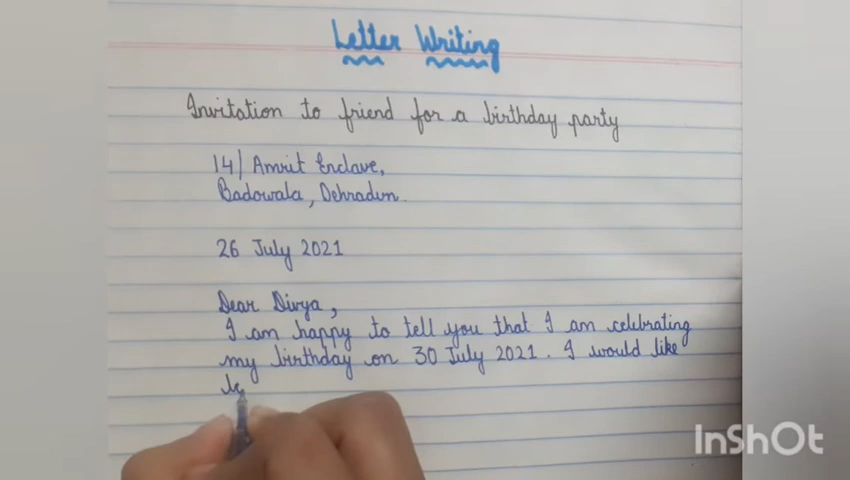 Letter Writing
Invitation to friend for a birthday party
14| Amrit Enclave,
Badowala, Dehradun.
26 July 2021
Dear Divya,
I am happy to tell you that I am celebrating
my birthday on 30 July 2021. I would like
InShOt